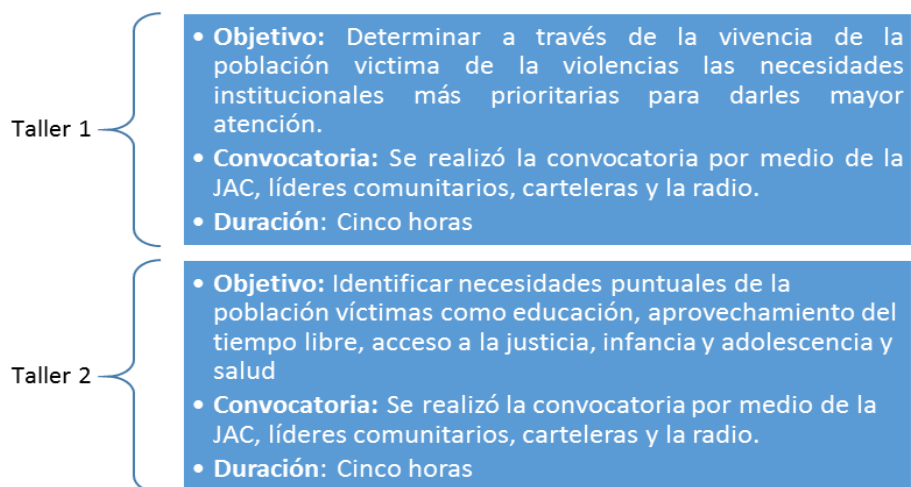 Taller 1
• Objetivo: Determinar a través de la vivencia de la
población victima de la violencias las necesidades
institucionales más prioritarias para darles mayor
atención.
• Convocatoria: Se realizó la convocatoria por medio de la
JAC, líderes comunitarios, carteleras y la radio.
• Duración: Cinco horas
Taller 2
• Objetivo: Identificar necesidades puntuales de la
población víctimas como educación, aprovechamiento del
tiempo libre, acceso a la justicia, infancia y adolescencia y
salud
• Convocatoria: Se realizó la convocatoria por medio de la
JAC, líderes comunitarios, carteleras y la radio.
• Duración: Cinco horas